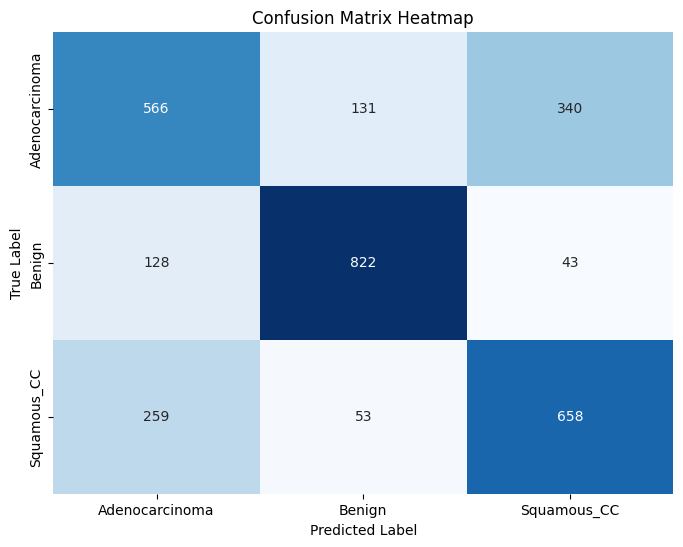 Confusion Matrix Heatmap
True Label
Adenocarcinoma
566 131 340
Benign
128 822 43
Squamous_CC
259 53 658
Adenocarcinoma Benign Squamous_CC
Predicted Label